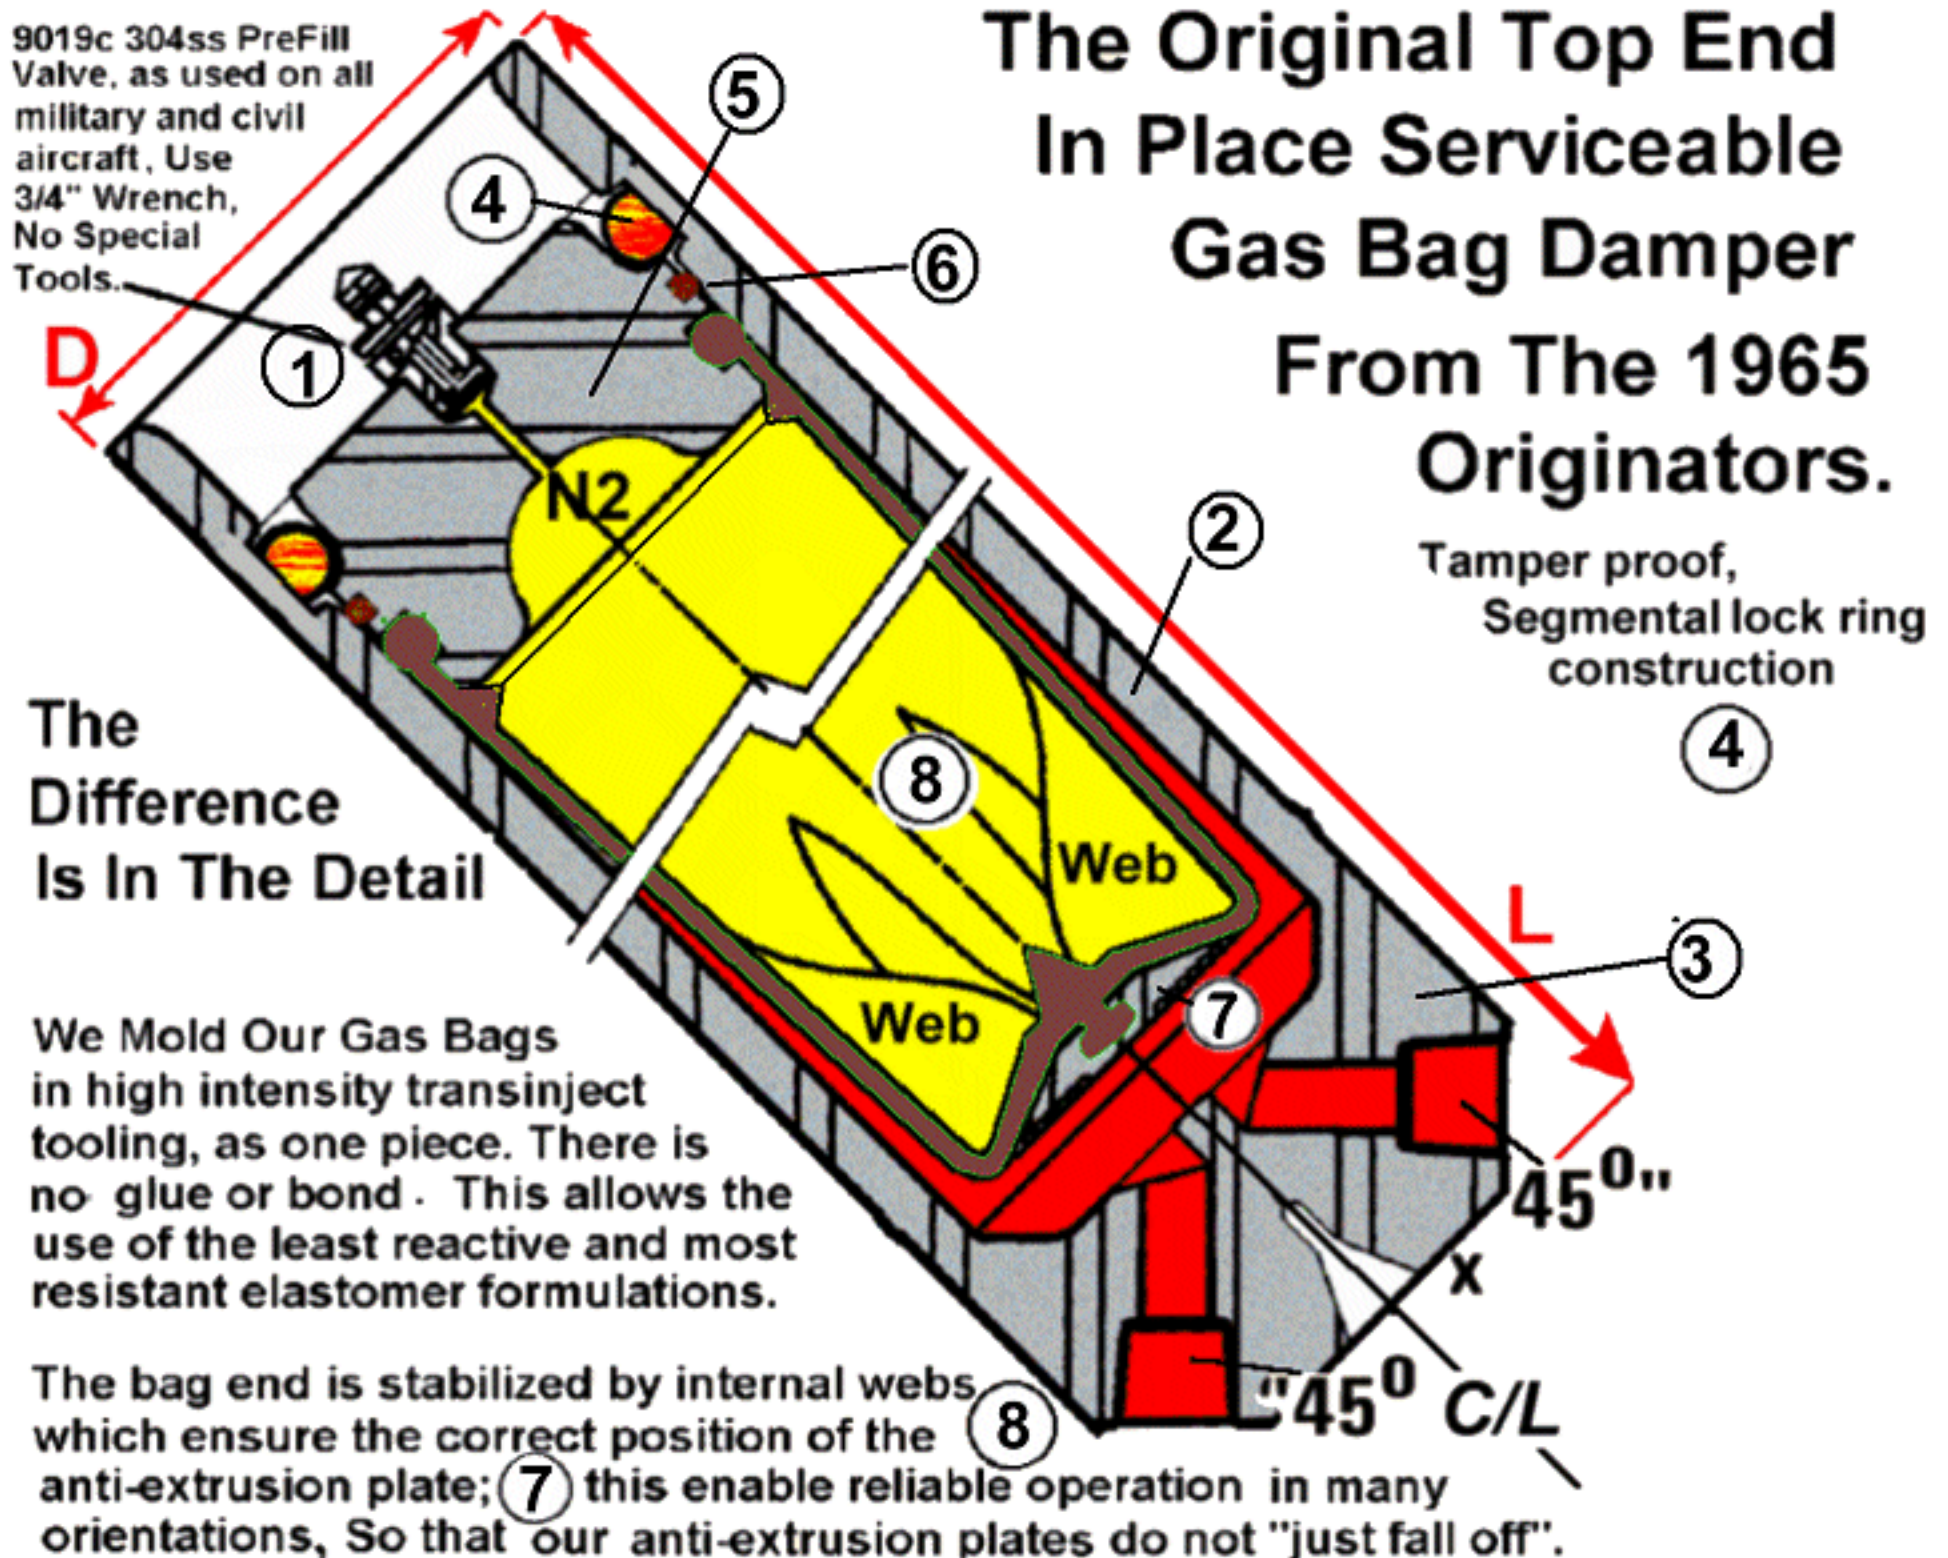 9019c 304ss PreFill
Valve, as used on all
military and civil
aircraft, Use
3/4" Wrench,
No Special
Tools.
The Original Top End
In Place Serviceable
Gas Bag Damper
From The 1965
Originators.
Tamper proof,
Segmental lock ring
construction
4
D
1
4
5
6
N2
2
8
Web
Web
7
L
3
45⁰"
x
"45⁰
C/L
The
Difference
Is In The Detail
We Mold Our Gas Bags
in high intensity transinject
tooling, as one piece. There is
no glue or bond. This allows the
use of the least reactive and most
resistant elastomer formulations.
The bag end is stabilized by internal webs 8
which ensure the correct position of the
anti-extrusion plate; 7 this enable reliable operation in many
orientations, So that our anti-extrusion plates do not "just fall off".